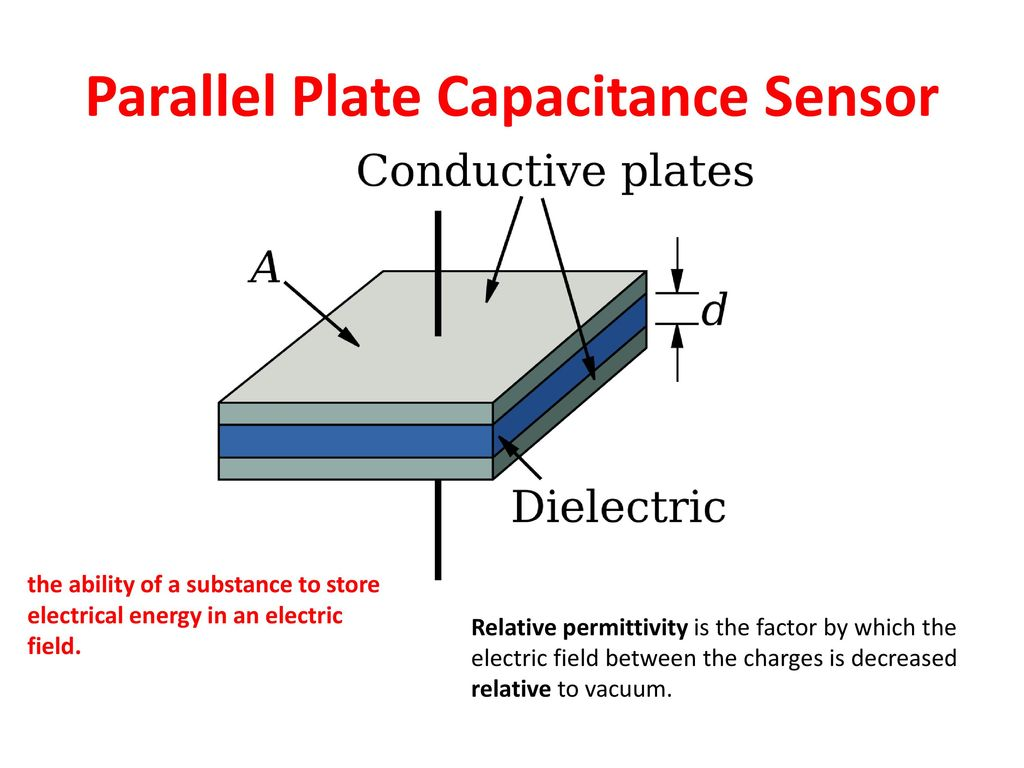 Parallel Plate Capacitance Sensor
Conductive plates
A
d
Dielectric
the ability of a substance to store
electrical energy in an electric
field.
Relative permittivity is the factor by which the
electric field between the charges is decreased
relative to vacuum.